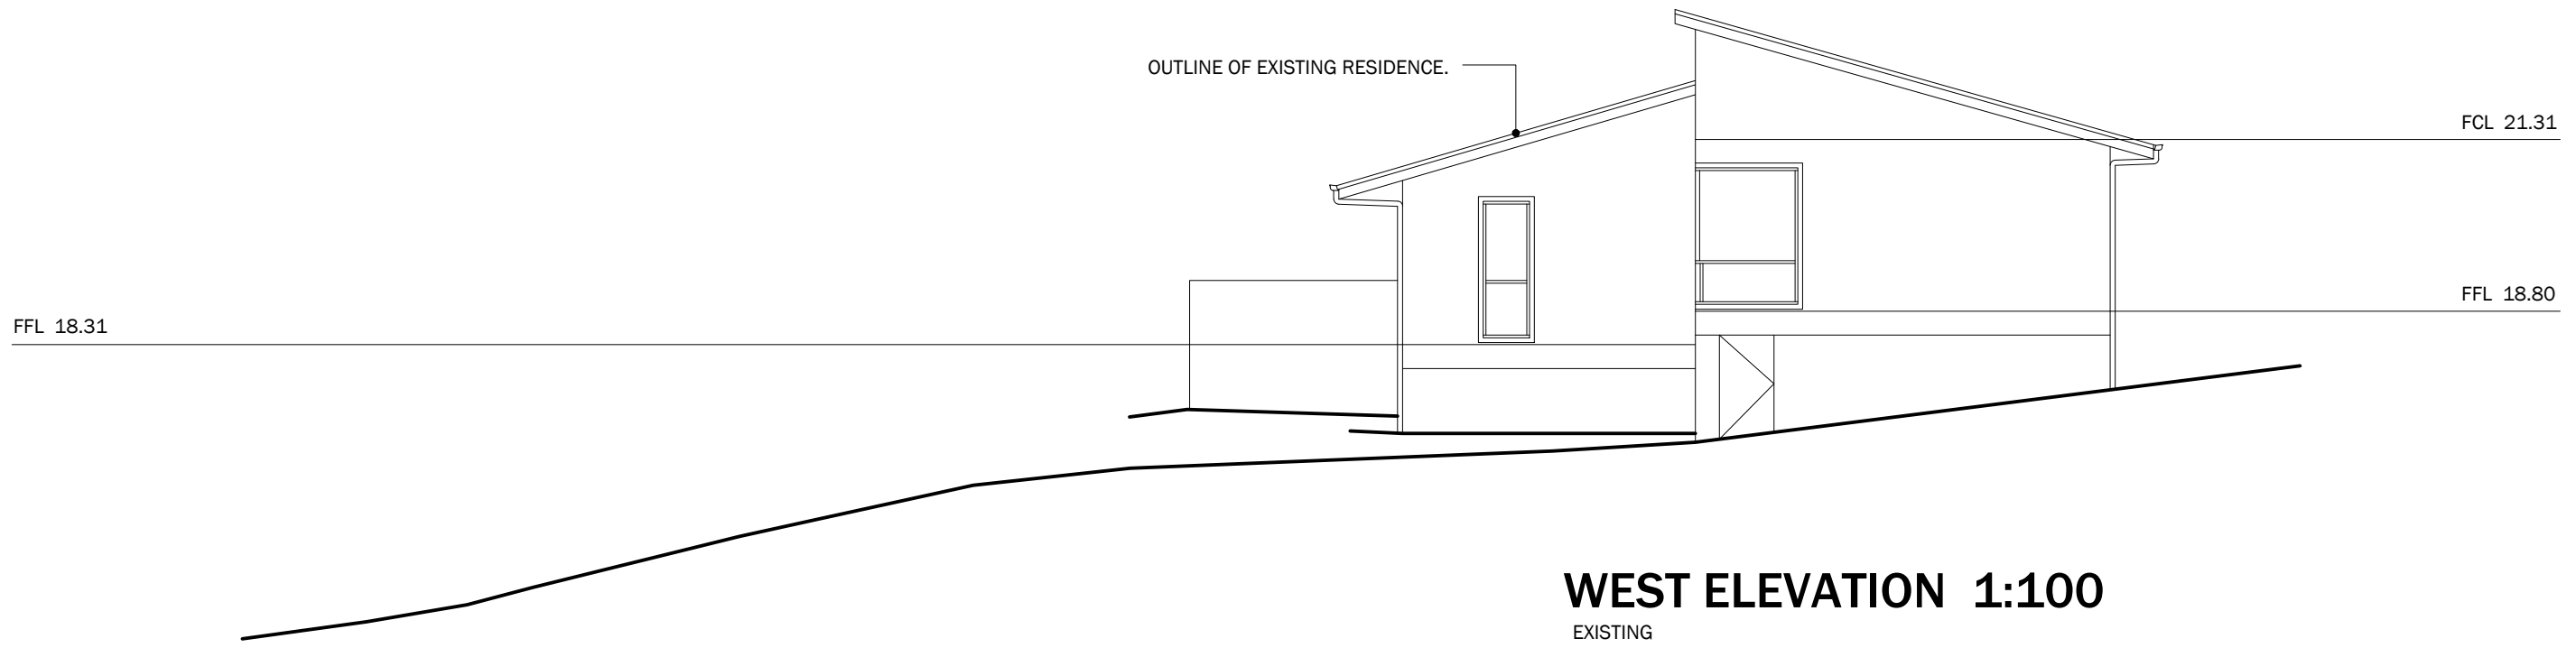 OUTLINE OF EXISTING RESIDENCE.
FCL 21.31
FFL 18.80
FFL 18.31
WEST ELEVATION 1:100
EXISTING